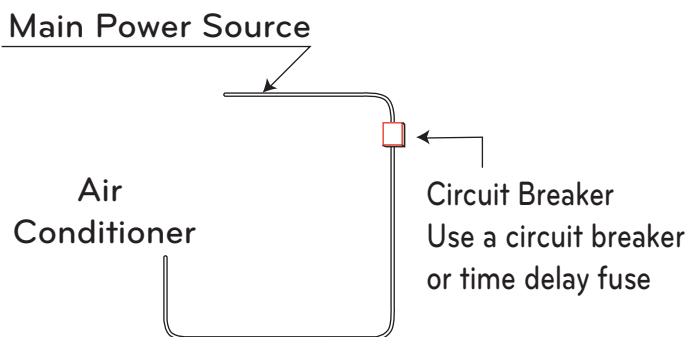 Main Power Source
Air
Conditioner
Circuit Breaker
Use a circuit breaker
or time delay fuse